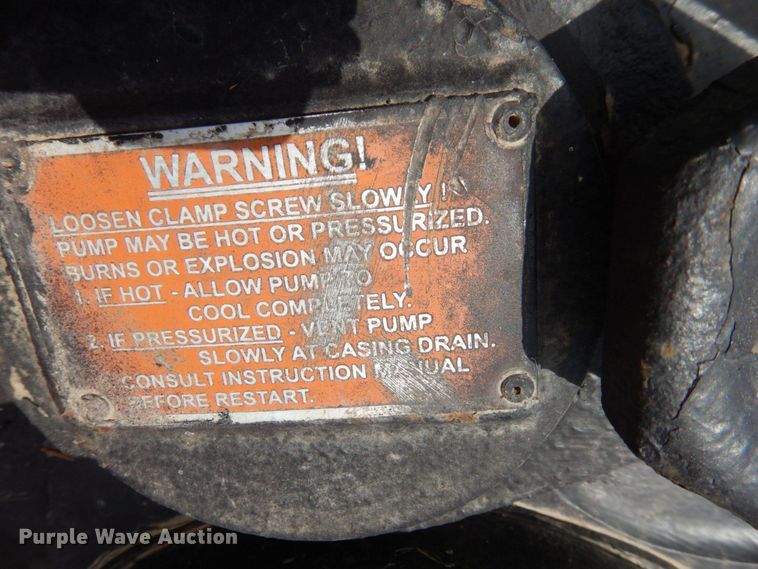 WARNING!
LOOSEN CLAMP SCREW SLOWLY
PUMP MAY BE HOT OR PRESSURIZED.
BURNS OR EXPLOSION MAY OCCUR
1. IF HOT - ALLOW PUMP TO
COOL COMPLETELY.
2. IF PRESSURIZED - VENT PUMP
SLOWLY AT CASING DRAIN.
CONSULT INSTRUCTION MANUAL
BEFORE RESTART.
Purple Wave Auction